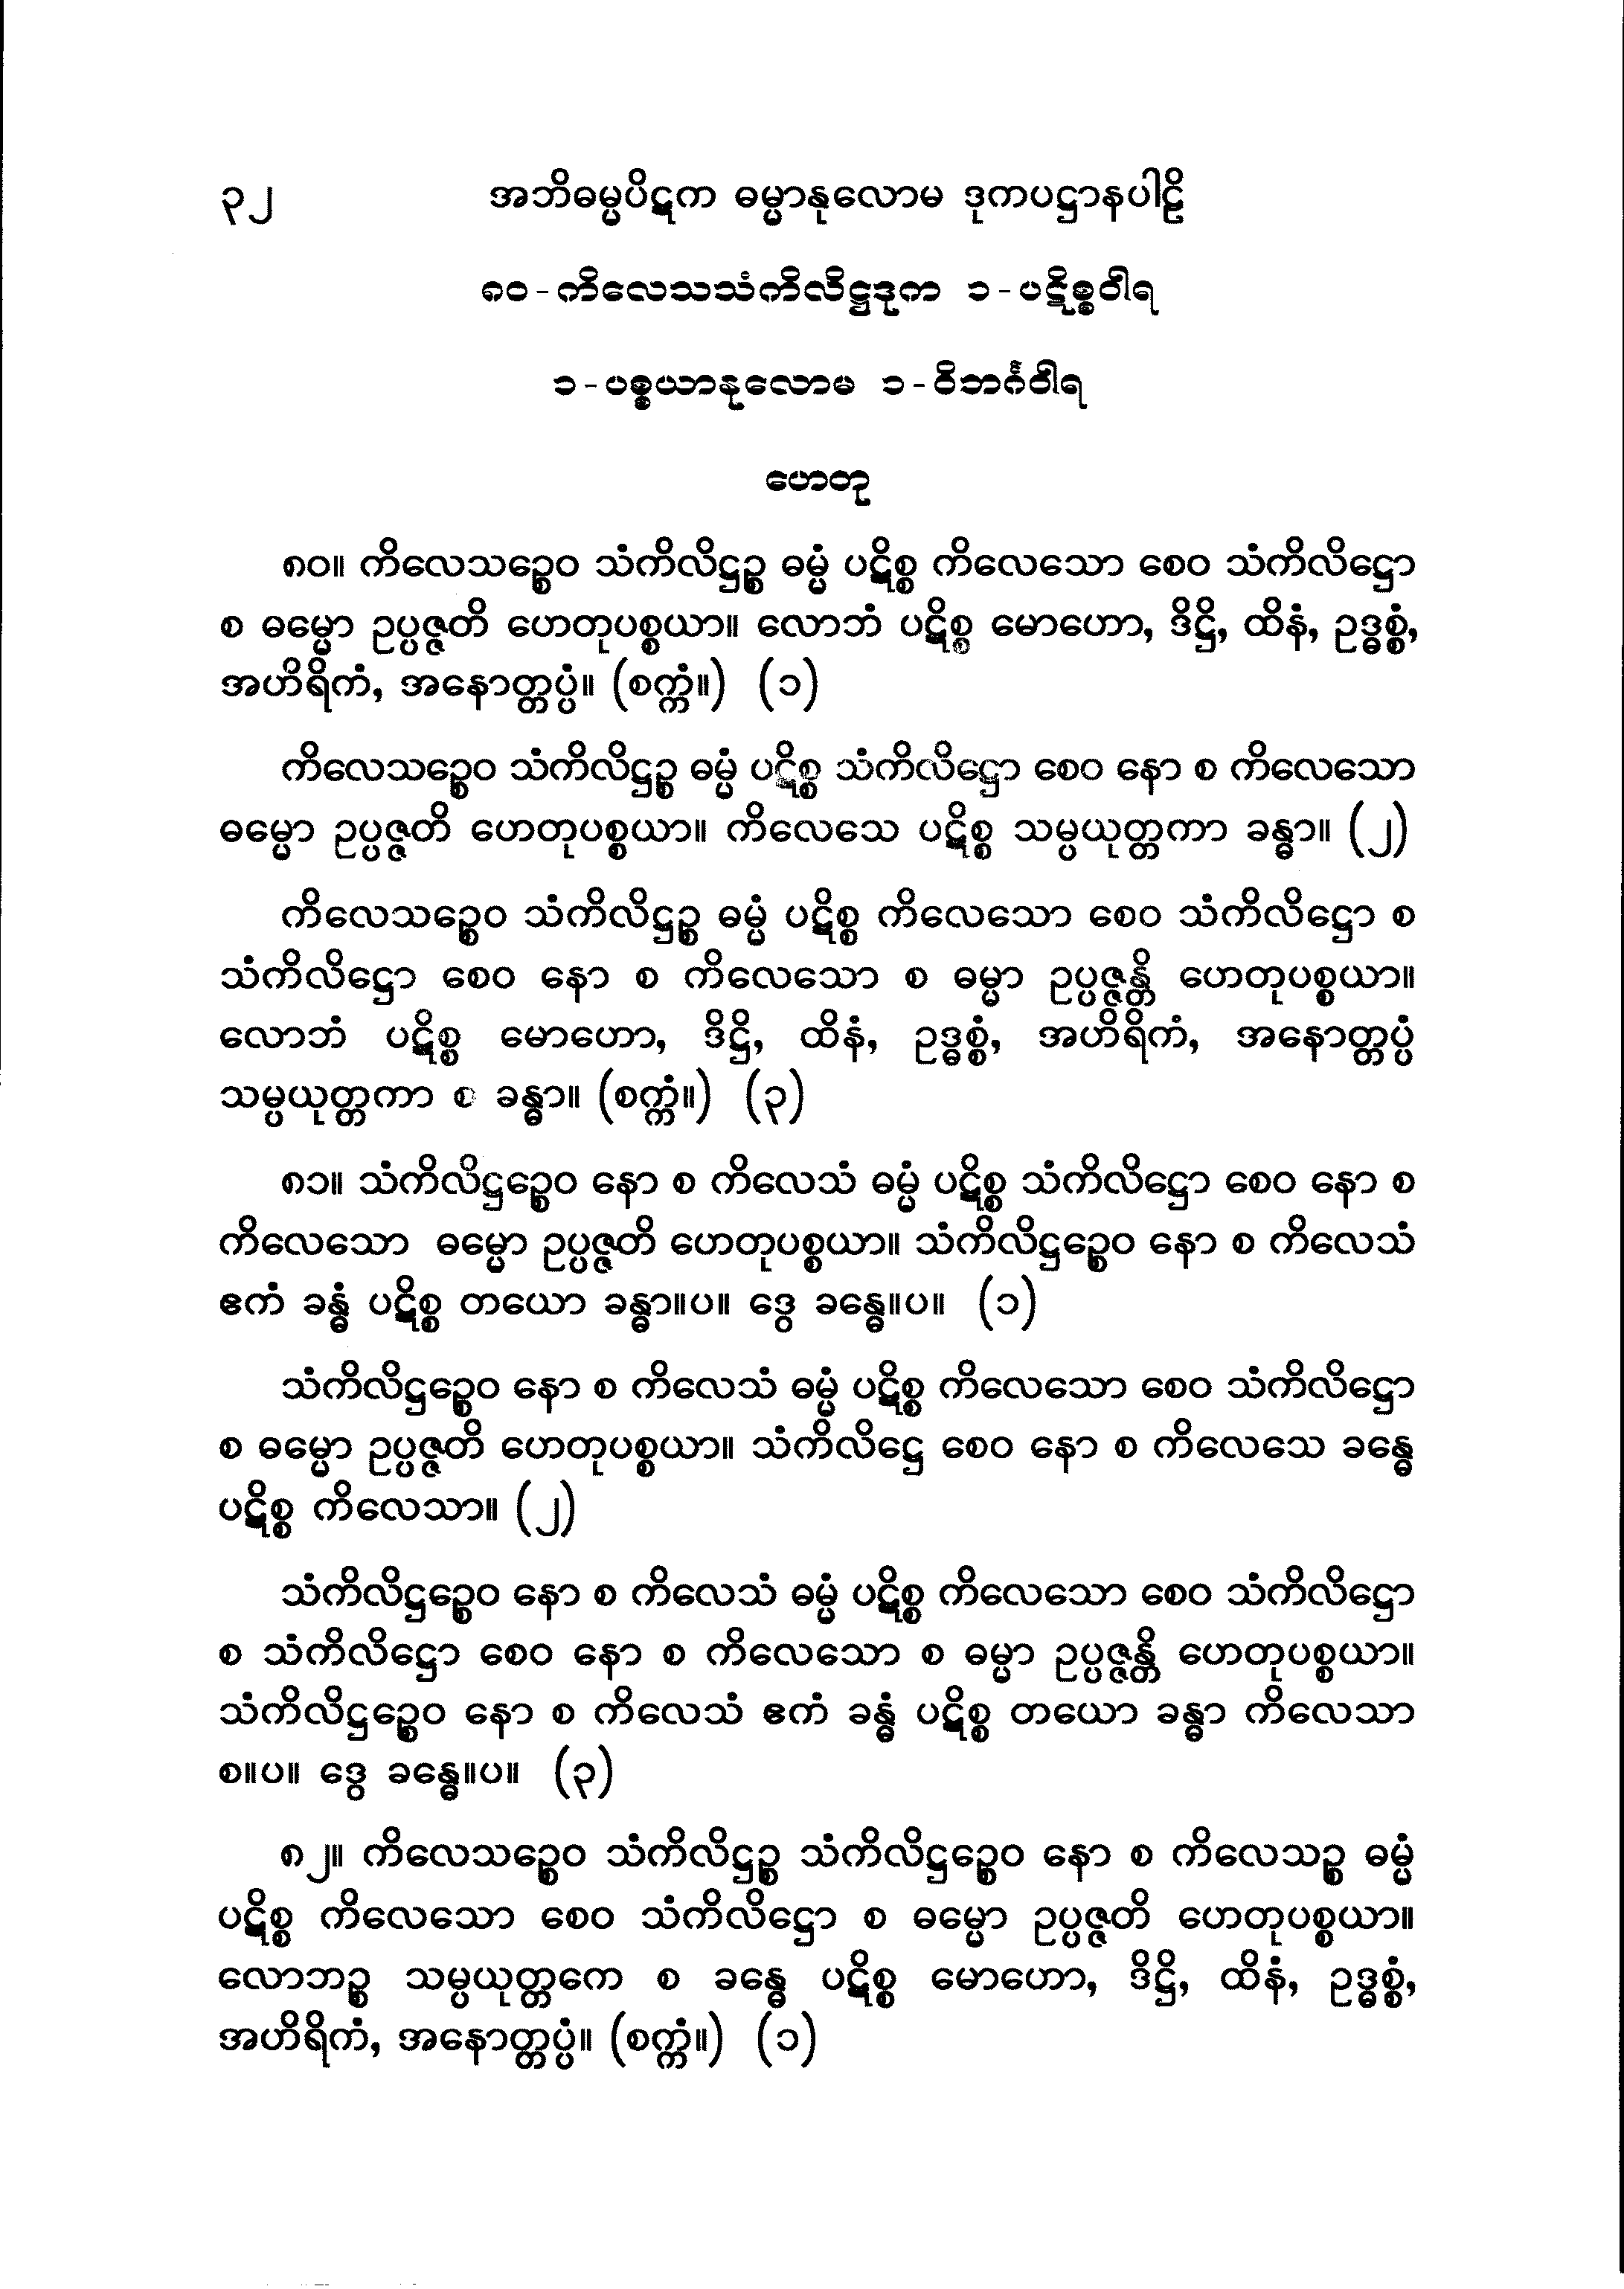 ၃၂ အဘိဓမ္မပိဋက ဓမ္မာနုလောမ ဒုကပဋ္ဌာနပါဠိ
၈၀-ကိလေသသံကိလိဋ္ဌဒုက ၁-ပဋိစ္စဝါရ
၁-ပစ္စယာနုလောမ ၁-ဝိဘင်္ဂဝါရ
ဟေတု
၈၀။ ကိလေသဉ္စေဝ သံကိလိဋ္ဌဉ္စ ဓမ္မံ ပဋိစ္စ ကိလေသော စေဝ သံကိလိဋ္ဌော
စ ဓမ္မော ဥပ္ပဇ္ဇတိ ဟေတုပစ္စယာ။ လောဘံ ပဋိစ္စ မောဟော, ဒိဋ္ဌိ, ထိနံ, ဥဒ္ဓစ္စံ,
အဟိရိကံ, အနောတ္တပ္ပံ။ (စက္ကံ။) (၁)
ကိလေသဉ္စေဝ သံကိလိဋ္ဌဉ္စ ဓမ္မံ ပဋိစ္စ သံကိလိဋ္ဌော စေဝ နော စ ကိလေသော
ဓမ္မော ဥပ္ပဇ္ဇတိ ဟေတုပစ္စယာ။ ကိလေသေ ပဋိစ္စ သမ္ပယုတ္တကာ ခန္ဓာ။ (၂)
ကိလေသဉ္စေဝ သံကိလိဋ္ဌဉ္စ ဓမ္မံ ပဋိစ္စ ကိလေသော စေဝ သံကိလိဋ္ဌော စ
သံကိလိဋ္ဌော စေဝ နော စ ကိလေသော စ ဓမ္မာ ဥပ္ပဇ္ဇန္တိ ဟေတုပစ္စယာ။
လောဘံ ပဋိစ္စ မောဟော, ဒိဋ္ဌိ, ထိနံ, ဥဒ္ဓစ္စံ, အဟိရိကံ, အနောတ္တပ္ပံ
သမ္ပယုတ္တကာ စ ခန္ဓာ။ (စက္ကံ။) (၃)
၈၁။ သံကိလိဋ္ဌဉ္စေဝ နော စ ကိလေသံ ဓမ္မံ ပဋိစ္စ သံကိလိဋ္ဌော စေဝ နော စ
ကိလေသော ဓမ္မော ဥပ္ပဇ္ဇတိ ဟေတုပစ္စယာ။ သံကိလိဋ္ဌဉ္စေဝ နော စ ကိလေသံ
ဧကံ ခန္ဓံ ပဋိစ္စ တယော ခန္ဓာ။ပ။ ဒွေ ခန္ဓေ။ပ။ (၁)
သံကိလိဋ္ဌဉ္စေဝ နော စ ကိလေသံ ဓမ္မံ ပဋိစ္စ ကိလေသော စေဝ သံကိလိဋ္ဌော
စ ဓမ္မော ဥပ္ပဇ္ဇတိ ဟေတုပစ္စယာ။ သံကိလိဋ္ဌေ စေဝ နော စ ကိလေသေ ခန္ဓေ
ပဋိစ္စ ကိလေသာ။ (၂)
သံကိလိဋ္ဌဉ္စေဝ နော စ ကိလေသံ ဓမ္မံ ပဋိစ္စ ကိလေသော စေဝ သံကိလိဋ္ဌော
စ သံကိလိဋ္ဌော စေဝ နော စ ကိလေသော စ ဓမ္မာ ဥပ္ပဇ္ဇန္တိ ဟေတုပစ္စယာ။
သံကိလိဋ္ဌဉ္စေဝ နော စ ကိလေသံ ဧကံ ခန္ဓံ ပဋိစ္စ တယော ခန္ဓာ ကိလေသာ
စ။ပ။ ဒွေ ခန္ဓေ။ပ။ (၃)
၈၂။ ကိလေသဉ္စေဝ သံကိလိဋ္ဌဉ္စ သံကိလိဋ္ဌဉ္စေဝ နော စ ကိလေသဉ္စ ဓမ္မံ
ပဋိစ္စ ကိလေသော စေဝ သံကိလိဋ္ဌော စ ဓမ္မော ဥပ္ပဇ္ဇတိ ဟေတုပစ္စယာ။
လောဘဉ္စ သမ္ပယုတ္တကေ စ ခန္ဓေ ပဋိစ္စ မောဟော, ဒိဋ္ဌိ, ထိနံ, ဥဒ္ဓစ္စံ,
အဟိရိကံ, အနောတ္တပ္ပံ။ (စက္ကံ။) (၁)